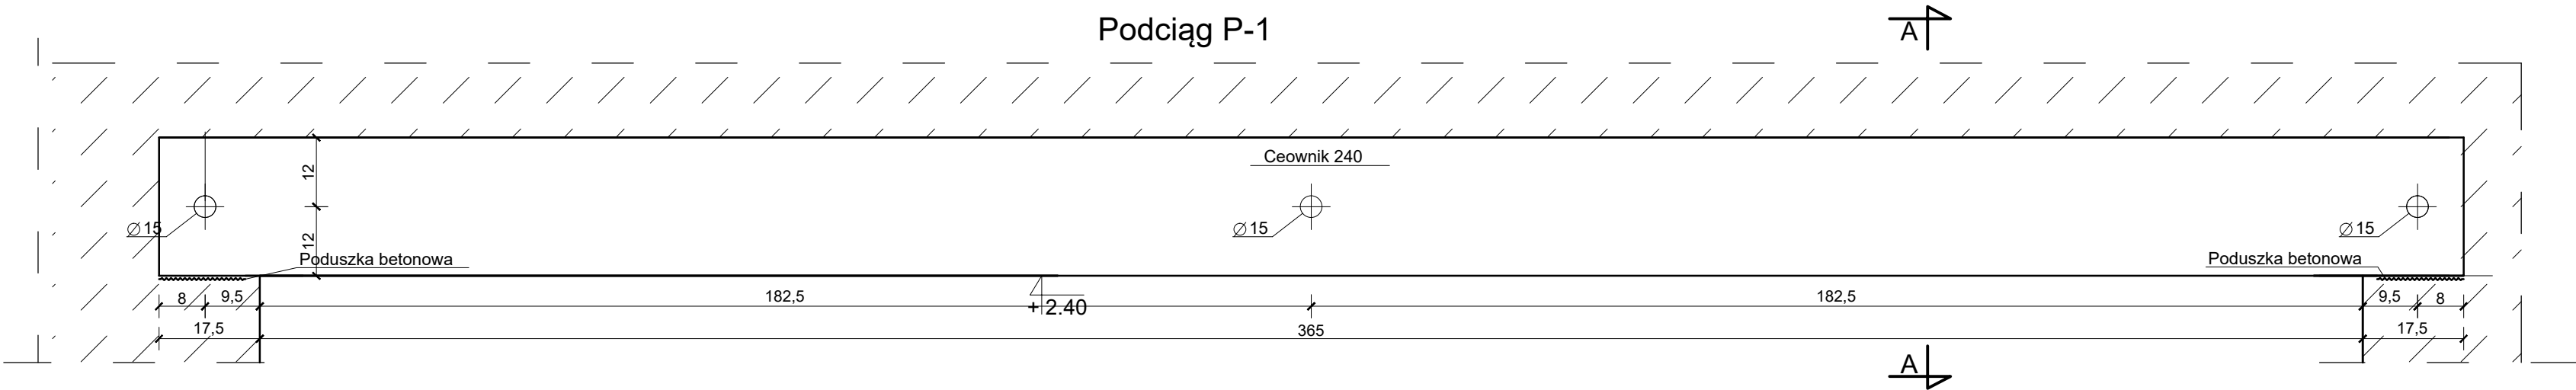 Podciąg P-1
A
Ceownik 240
12
12
∅ 15
∅ 15
∅ 15
Poduszka betonowa
Poduszka betonowa
8
9,5
182,5
+ 2.40
182,5
9,5
8
17,5
365
17,5
A